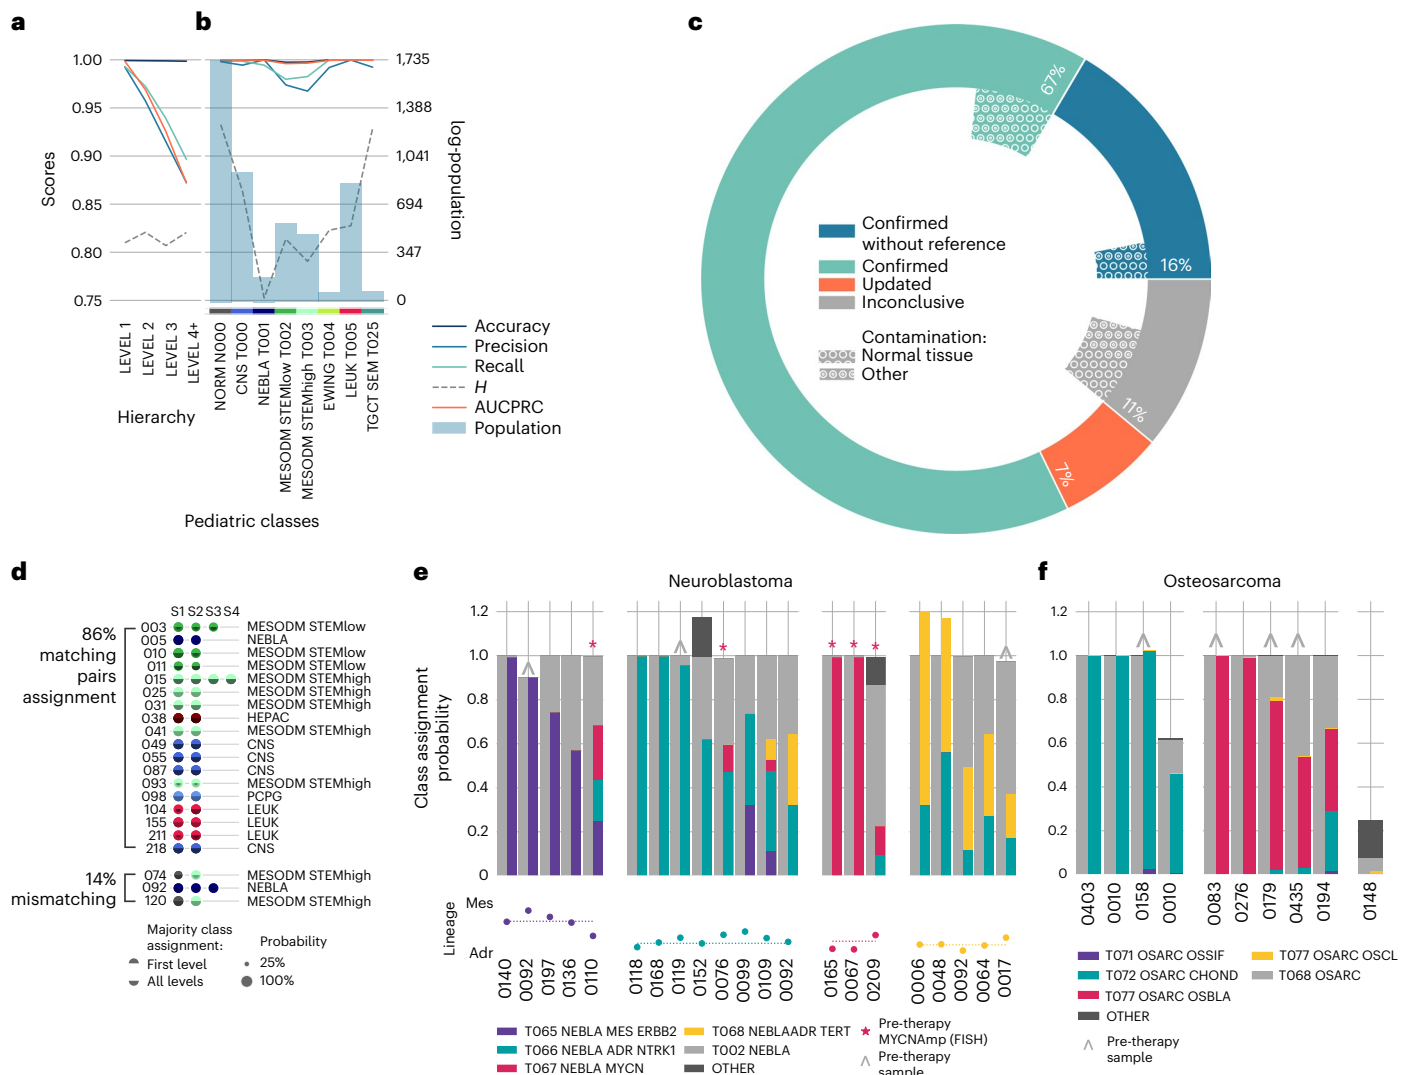 a
b
c
1.00
0.95
0.90
0.85
0.80
0.75
Scores
1,735
1,388
1,041
694
347
0
log-population
LEVEL 1
LEVEL 2
LEVEL 3
LEVEL 4+
Hierarchy
NORM N000
CNS T000
NEBLA T001
MESODM STEMlow T002
MESODM STEMhigh T003
EWING T004
LEUK T005
TGCT SEM T025
Pediatric classes
Accuracy
Precision
Recall
H
AUCPRC
Population
67%
16%
11%
7%
Confirmed
without reference
Confirmed
Updated
Inconclusive
Contamination:
Normal tissue
Other
d
S1 S2 S3 S4
86%
matching
pairs
assignment
003 MESODM STEMlow
005 NEBLA
010 MESODM STEMlow
011 MESODM STEMlow
015 MESODM STEMhigh
025 MESODM STEMhigh
031 MESODM STEMhigh
038 HEPAC
041 MESODM STEMhigh
049 CNS
055 CNS
087 CNS
093 MESODM STEMhigh
098 PCPG
104 LEUK
155 LEUK
211 LEUK
218 CNS
14%
mismatching
074 MESODM STEMhigh
092 NEBLA
120 MESODM STEMhigh
Majority class
assignment:
First level
All levels
Probability
25%
100%
e
Neuroblastoma
Class assignment
probability
1.2
1.0
0.8
0.6
0.4
0.2
0
Lineage
Mes
Adr
0140
0092
0197
0136
0110
0118
0168
0119
0152
0076
0099
0109
0092
0165
0067
0209
0006
0048
0092
0064
0017
T065 NEBLA MES ERBB2
T066 NEBLA ADR NTRK1
T067 NEBLA MYCN
T068 NEBLAADR TERT
T002 NEBLA
OTHER
Pre-therapy
MYCNAmp (FISH)
Pre-therapy
sample
f
Osteosarcoma
1.2
1.0
0.8
0.6
0.4
0.2
0
0403
0010
0158
0010
0083
0276
0179
0435
0194
0148
T071 OSARC OSSIF
T072 OSARC CHOND
T077 OSARC OSBLA
OTHER
T077 OSARC OSCL
T068 OSARC
Pre-therapy
sample